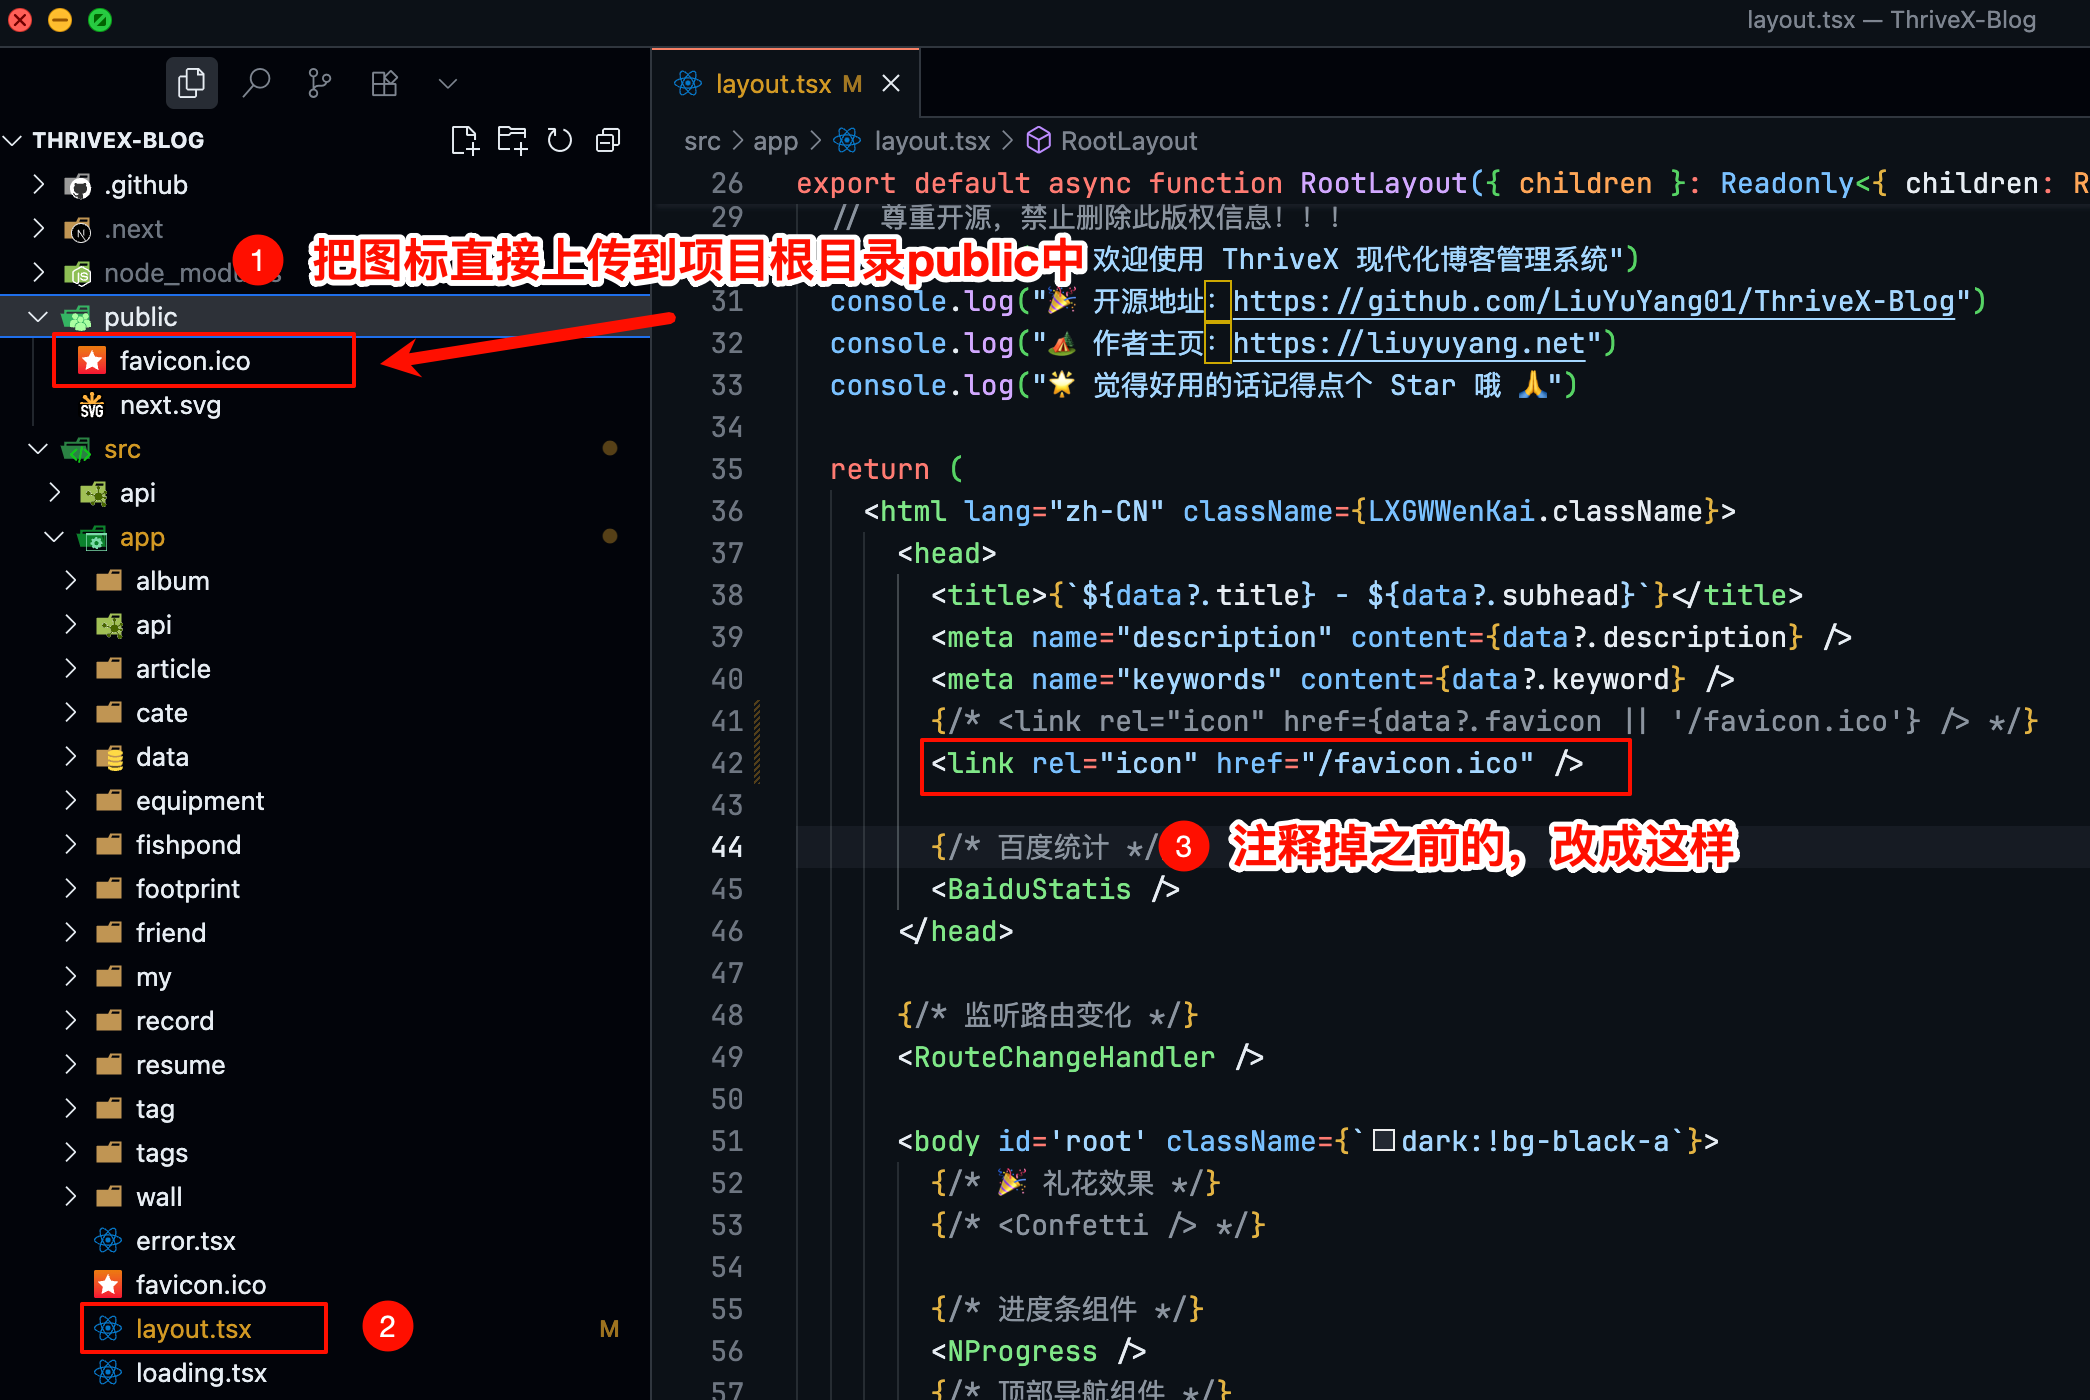 layout.tsx — ThriveX-Blog
layout.tsx M
THRIVEX-BLOG
src > app > layout.tsx > RootLayout
.github
.next
① 把图标直接上传到项目根目录public中
public
favicon.ico
next.svg
src
api
app
album
api
article
cate
data
equipment
fishpond
footprint
friend
my
record
resume
tag
tags
wall
error.tsx
favicon.ico
layout.tsx M
②
loading.tsx
26 export default async function RootLayout({ children }: Readonly<{ children: R
29 // 尊重开源，禁止删除此版权信息！！！
欢迎使用 ThriveX 现代化博客管理系统")
31 console.log("🎉 开源地址：https://github.com/LiuYuYang01/ThriveX-Blog")
32 console.log("🏕️ 作者主页：https://liuyuyang.net")
33 console.log("🌟 觉得好用的话记得点个 Star 哦 🙏")
34
35 return (
36 <html lang="zh-CN" className={LXGWWenKai.className}>
37 <head>
38 <title>{`${data?.title} - ${data?.subhead}`}</title>
39 <meta name="description" content={data?.description} />
40 <meta name="keywords" content={data?.keyword} />
41 {/* <link rel="icon" href={data?.favicon || '/favicon.ico'} /> */}
42 <link rel="icon" href="/favicon.ico" />
43
44 {/* 百度统计 */
③ 注释掉之前的，改成这样
45 <BaiduStatis />
46 </head>
47
48 {/* 监听路由变化 */}
49 <RouteChangeHandler />
50
51 <body id='root' className={`dark:!bg-black-a`}>
52 {/* 🎉 礼花效果 */}
53 {/* <Confetti /> */}
54
55 {/* 进度条组件 */}
56 <NProgress />
57 {/* 顶部导航组件 */}